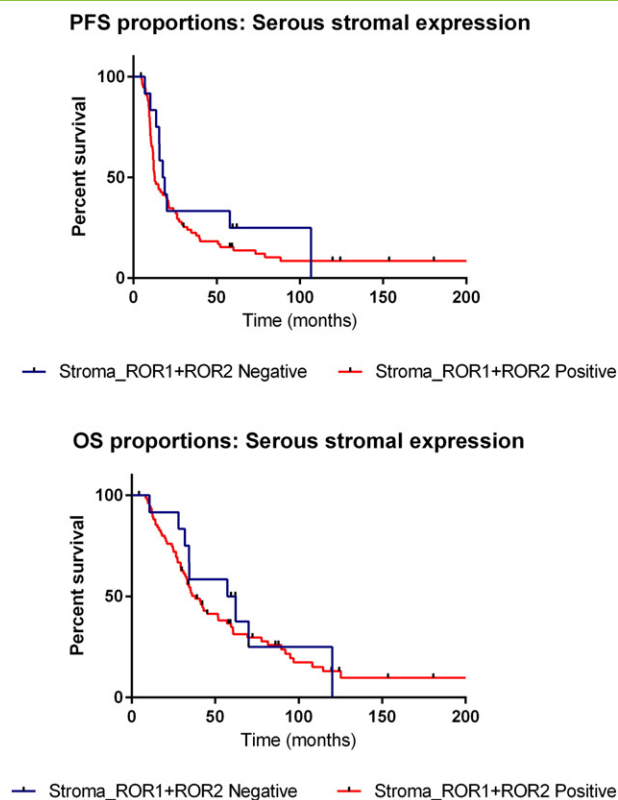 PFS proportions: Serous stromal expression
100
50
0
Percent survival
0 50 100 150 200
Time (months)
Stroma_ROR1+ROR2 Negative Stroma_ROR1+ROR2 Positive
OS proportions: Serous stromal expression
100
50
0
Percent survival
0 50 100 150 200
Time (months)
Stroma_ROR1+ROR2 Negative Stroma_ROR1+ROR2 Positive